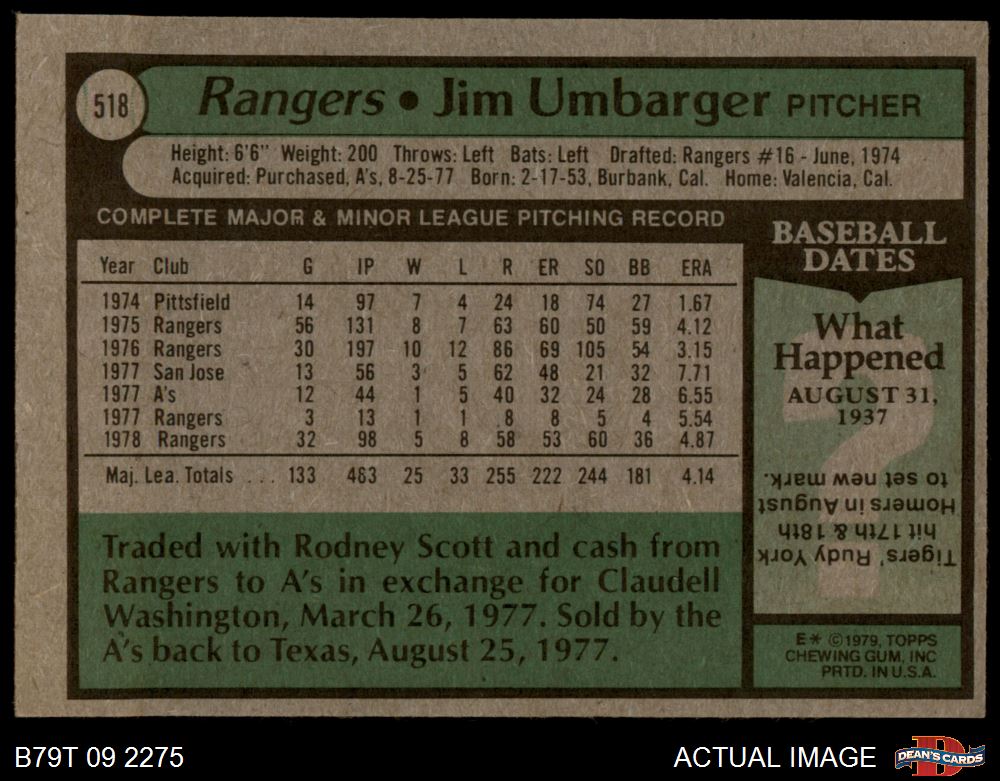 518 Rangers • Jim Umbarger PITCHER
Height: 6'6" Weight: 200 Throws: Left Bats: Left Drafted: Rangers #16 - June, 1974
Acquired: Purchased, A's, 8-25-77 Born: 2-17-53, Burbank, Cal. Home: Valencia, Cal.
COMPLETE MAJOR & MINOR LEAGUE PITCHING RECORD
Year Club G IP W L R ER SO BB ERA
1974 Pittsfield 14 97 7 4 24 18 74 27 1.67
1975 Rangers 56 131 8 7 63 60 50 59 4.12
1976 Rangers 30 197 10 12 86 69 105 54 3.15
1977 San Jose 13 56 3 5 62 48 21 32 7.71
1977 A's 12 44 1 5 40 32 24 28 6.55
1977 Rangers 3 13 1 1 8 8 5 4 5.54
1978 Rangers 32 98 5 8 58 53 60 36 4.87
Maj. Lea. Totals ... 133 483 25 33 255 222 244 181 4.14
Traded with Rodney Scott and cash from
Rangers to A's in exchange for Claudell
Washington, March 26, 1977. Sold by the
A's back to Texas, August 25, 1977.
BASEBALL
DATES
What
Happened
AUGUST 31,
1937
?
Tigers' Rudy York
hit 17th & 18th
Homers in August
to set new mark.
E* ©1979, TOPPS
CHEWING GUM, INC
PRTD. IN U.S.A.
B79T 09 2275
ACTUAL IMAGE
D
DEAN'S CARDS